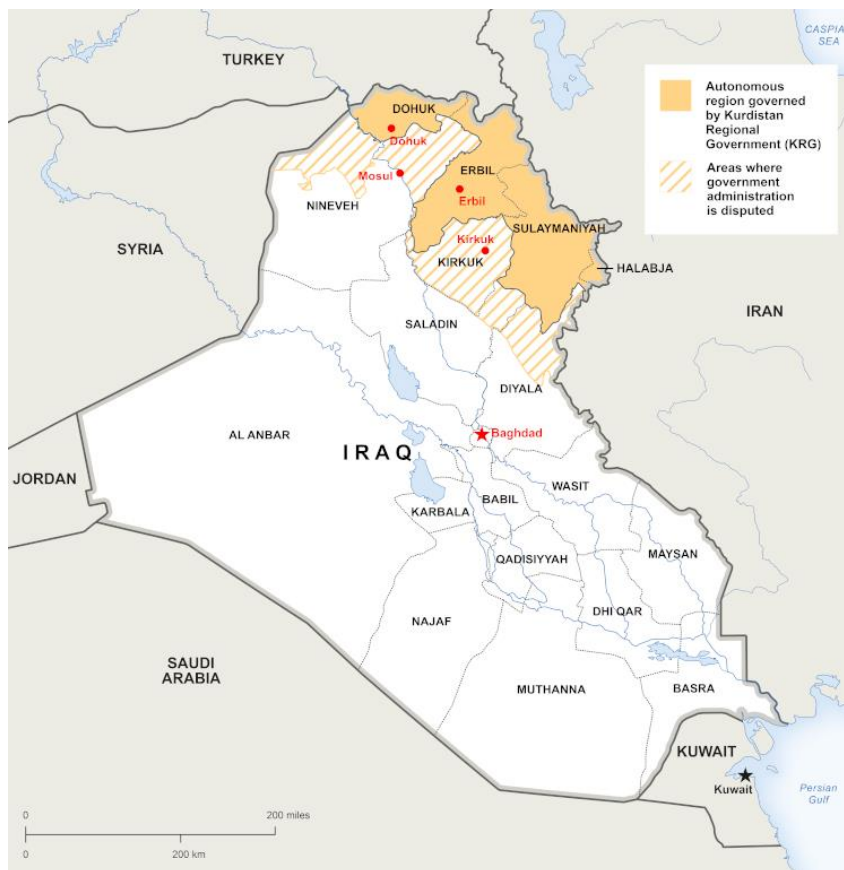 CASPIAN
SEA
TURKEY
Autonomous
region governed
by Kurdistan
Regional
Government (KRG)
Areas where
government
administration
is disputed
DOHUK
Dohuk
Mosul
ERBIL
Erbil
NINEVEH
SULAYMANIYAH
Kirkuk
KIRKUK
HALABJA
SYRIA
IRAN
SALADIN
DIYALA
AL ANBAR
Baghdad
IRAQ
JORDAN
WASIT
BABIL
KARBALA
MAYSAN
QADISIYYAH
DHI QAR
NAJAF
SAUDI
ARABIA
MUTHANNA
BASRA
KUWAIT
Kuwait
Persian
Gulf
0
200 miles
0
200 km